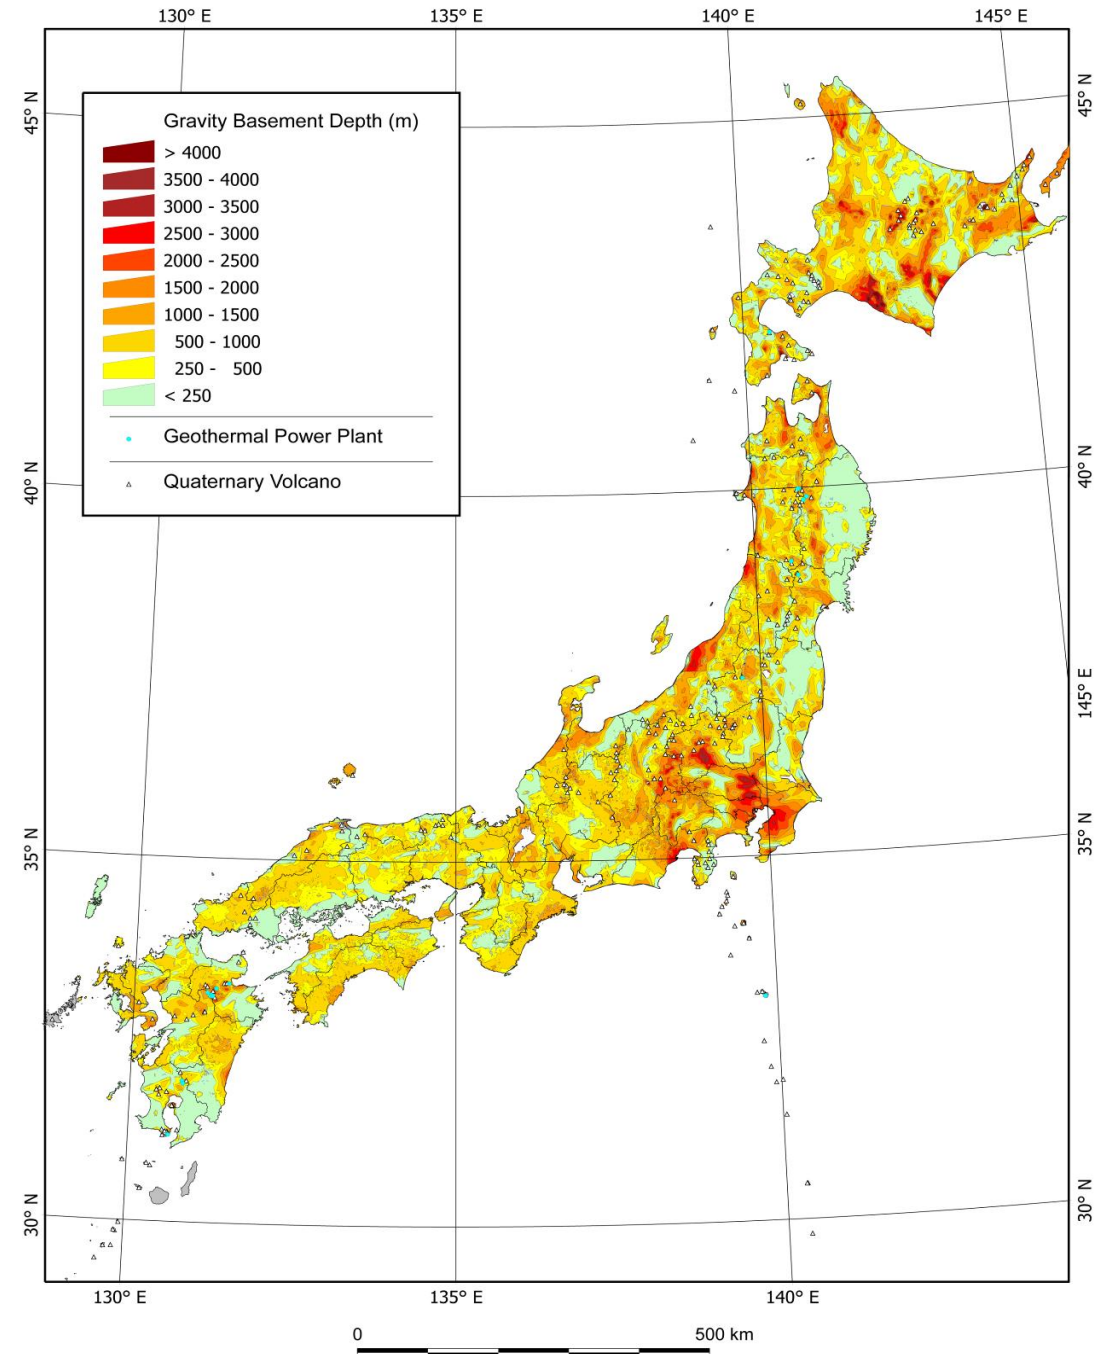 130° E 135° E 140° E 145° E
45° N 45° N
Gravity Basement Depth (m)
> 4000
3500 - 4000
3000 - 3500
2500 - 3000
2000 - 2500
1500 - 2000
1000 - 1500
500 - 1000
250 - 500
< 250
Geothermal Power Plant
Quaternary Volcano
40° N 40° N
145° E
35° N 35° N
30° N 30° N
130° E 135° E 140° E
0 500 km